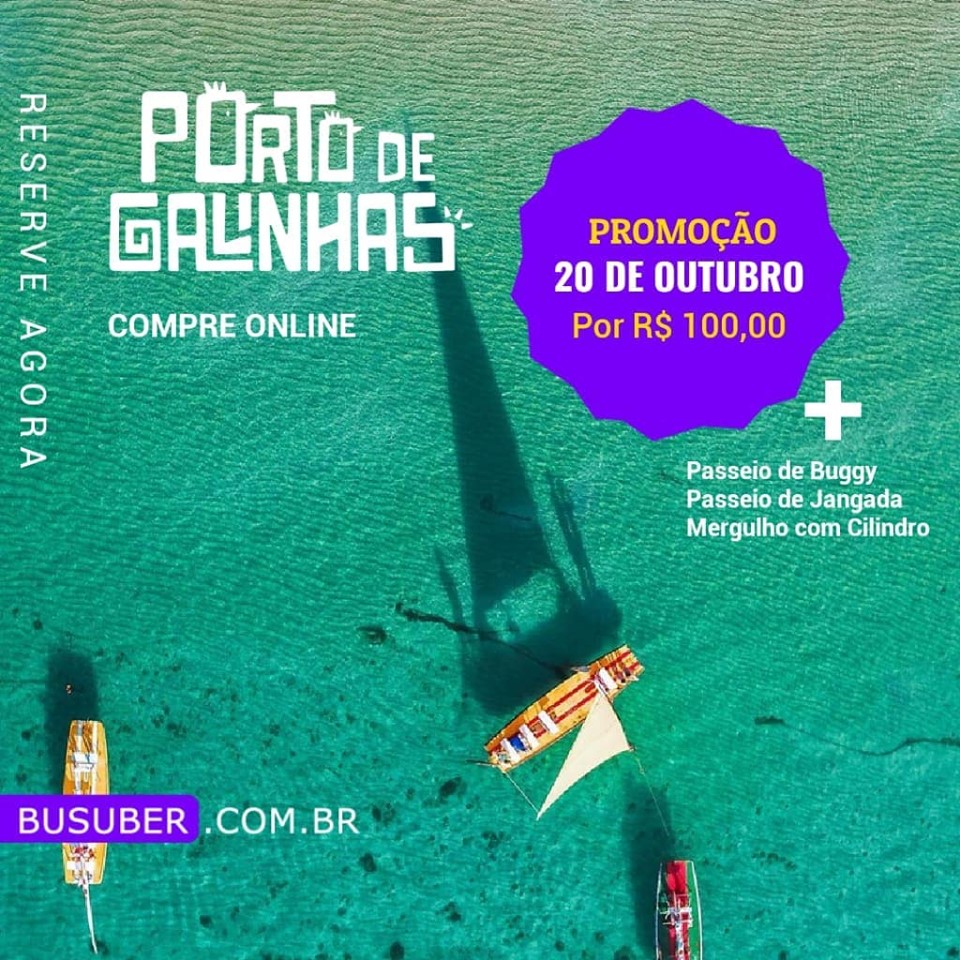 RESERVE AGORA
PORTO DE
GALINHAS
COMPRE ONLINE
PROMOÇÃO
20 DE OUTUBRO
Por R$ 100,00
+
Passeio de Buggy
Passeio de Jangada
Mergulho com Cilindro
BUSUBER.COM.BR